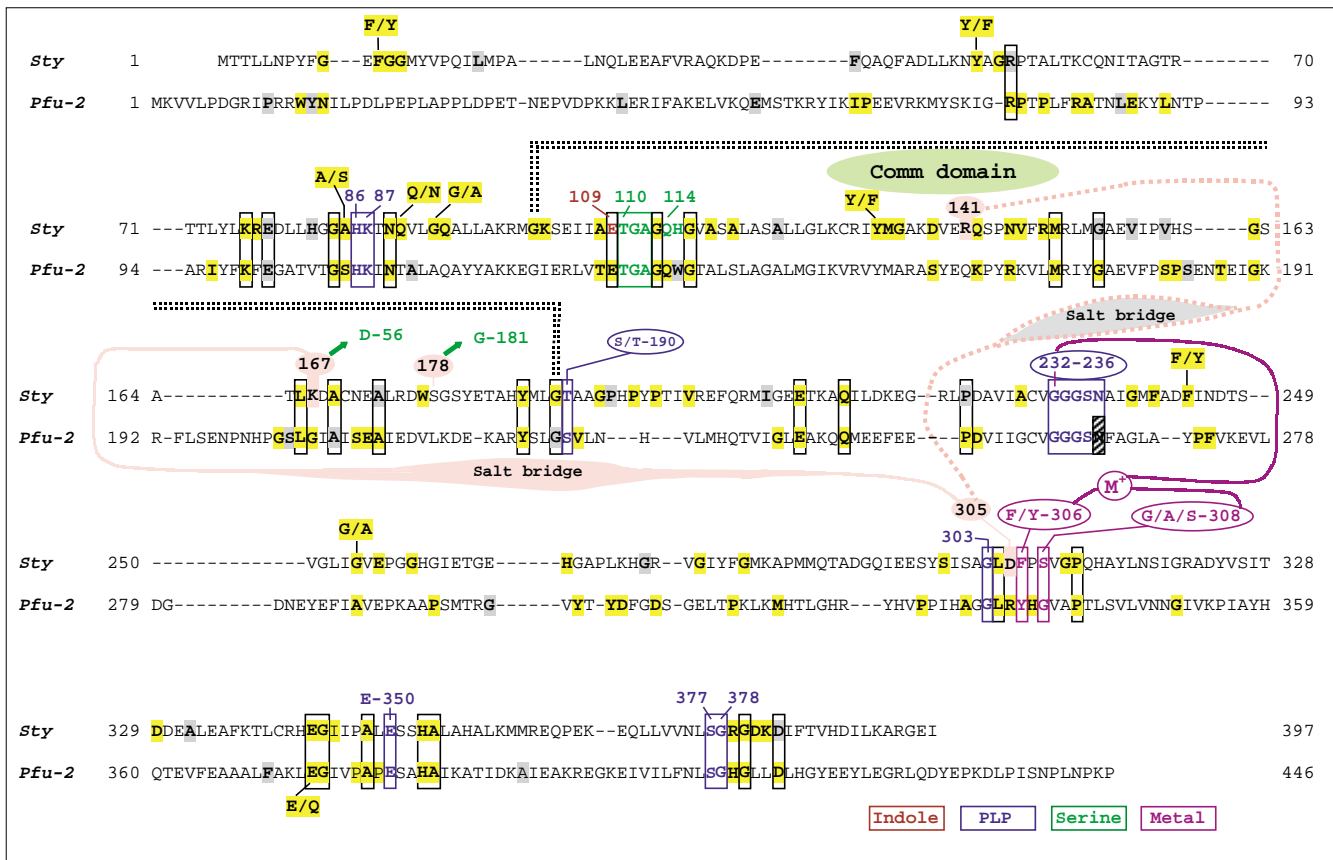 F/Y Y/F
Sty 1 MTTLLNPYFG---EFGGMYVPQILMPA------LNQLEEAFVRAQKDPE--------FQAQFADLLKNYAGRPTALTKCQNITAGTR------ 70
Pfu-2 1 MKVVLPDGRIPRRWYNILPDLPEPLAPPLDPET-NEPVDPKKLERIFAKELVKQEMSTKRYIKIPEEVRKMYSKIG-RPTPLFRATNLEKYLNTP------- 93
Comm domain
A/S 86 87 Q/N G/A 109 110 114 Y/F 141
Sty 71 ---TTLYLKREDLLHGGAHKTNQVLGQALLAKRMGKSEIIAETGAGQHGVASALASALLGLKCRIYMGAKDVERQSPNVFRMRLMGAEVIPVHS------GS 163
Pfu-2 94 --ARIYFKFEGATVTGSHKINTALAQAYYAKKEGIERLVTETGAGQWGTALSLAGALMGIKVRVYMARASYEQKPYRKVLMRIYGAEVFPSPSENTEIGK 191
Salt bridge
D-56 G-181 S/T-190
167 178 232-236 F/Y
Sty 164 A-----------TLKDACNEALRDWSGSYETAHYMLGTAAGPHPYPTIVREFQRMIGEETKAQILDKEG--RLPDAVIACVGGGSNAIGMFADFINDTS-- 249
Pfu-2 192 R-FLSENPNHPGSLGIAISEAIEDVLKDE-KARYSLGSVLN--H--VLMHQTVIGLEAKQQMEEFEE----PDVIIGCVGGGSNFAGLA--YPFVKEVL 278
Salt bridge
M+
305 F/Y-306 G/A/S-308
G/A 303
Sty 250 -----------VGLIGVEPGGHGIETGE------HGAPLKHGR--VGIYFGMKAPMMQTADGQIEESYSISAGLDFPSVGPQHAYLNSIGRADYVSIT 328
Pfu-2 279 DG------DNEYEFIAVEPKAAPSMTRG------VYT-YDFGDS-GELTPKLKMHTLGHR---YHVPPIHAGGLRYHGVAPTLSVLVNNGIVKPIAYH 359
E-350 377 378
Sty 329 DDEALEAFKTLCRHEGIIPALESSHALAHALKMMREQPEK--EQLLVVNLSGRGDKDIFTVHDILKARGEI 397
Pfu-2 360 QTEVFEAAALFAKLEGIVPAPESAHAIKATIDKAIEAKREGKEIVILFNLSGHGLLDLHGYEEYLEGRLQDYEPKDLPISNPLNPKP 446
E/Q
Indole PLP Serine Metal